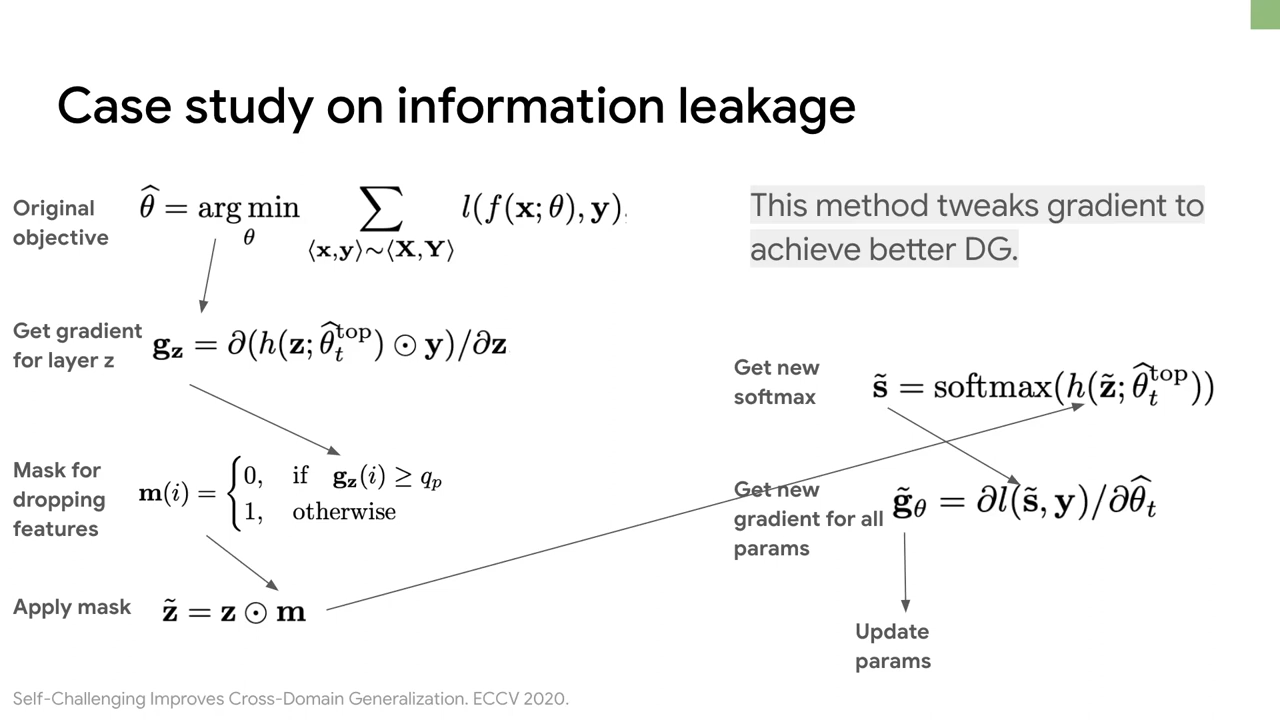 Case study on information leakage
Original
objective
θ̂ = arg min_θ ∑_{⟨x,y⟩∼⟨X,Y⟩} l(f(x; θ), y)
This method tweaks gradient to
achieve better DG.
Get gradient
for layer z
g_z = ∂(h(z; θ̂_t^top) ⊙ y)/∂z
Mask for
dropping
features
m(i) = { 0, if g_z(i) ≥ q_p
1, otherwise
Apply mask
z̃ = z ⊙ m
Get new
softmax
s̃ = softmax(h(z̃; θ̂_t^top))
Get new
gradient for all
params
g̃_θ = ∂l(s̃, y)/∂θ̂_t
Update
params
Self-Challenging Improves Cross-Domain Generalization. ECCV 2020.